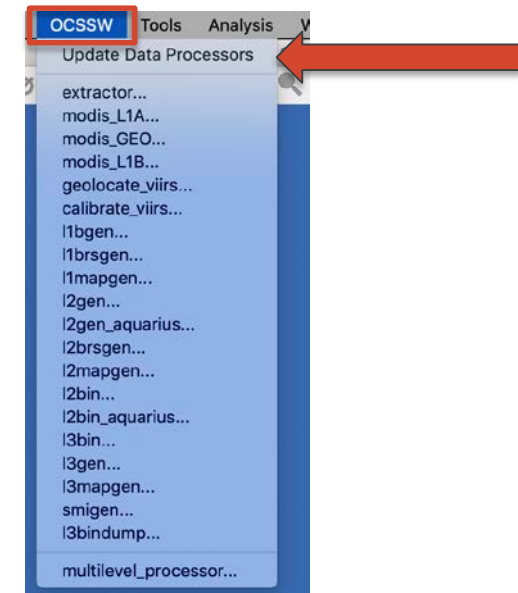 OCSSW Tools Analysis
Update Data Processors
extractor...
modis_L1A...
modis_GEO...
modis_L1B...
geolocate_viirs...
calibrate_viirs...
l1bgen...
l1brsgen...
l1mapgen...
l2gen...
l2gen_aquarius...
l2brsgen...
l2mapgen...
l2bin...
l2bin_aquarius...
l3bin...
l3gen...
l3mapgen...
smigen...
l3bindump...
multilevel_processor...